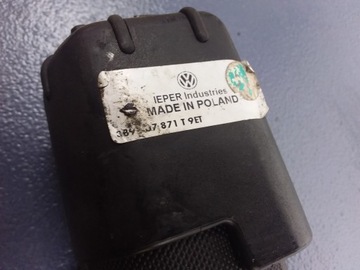 IEPER Industries
MADE IN POLAND
871 T 9ET